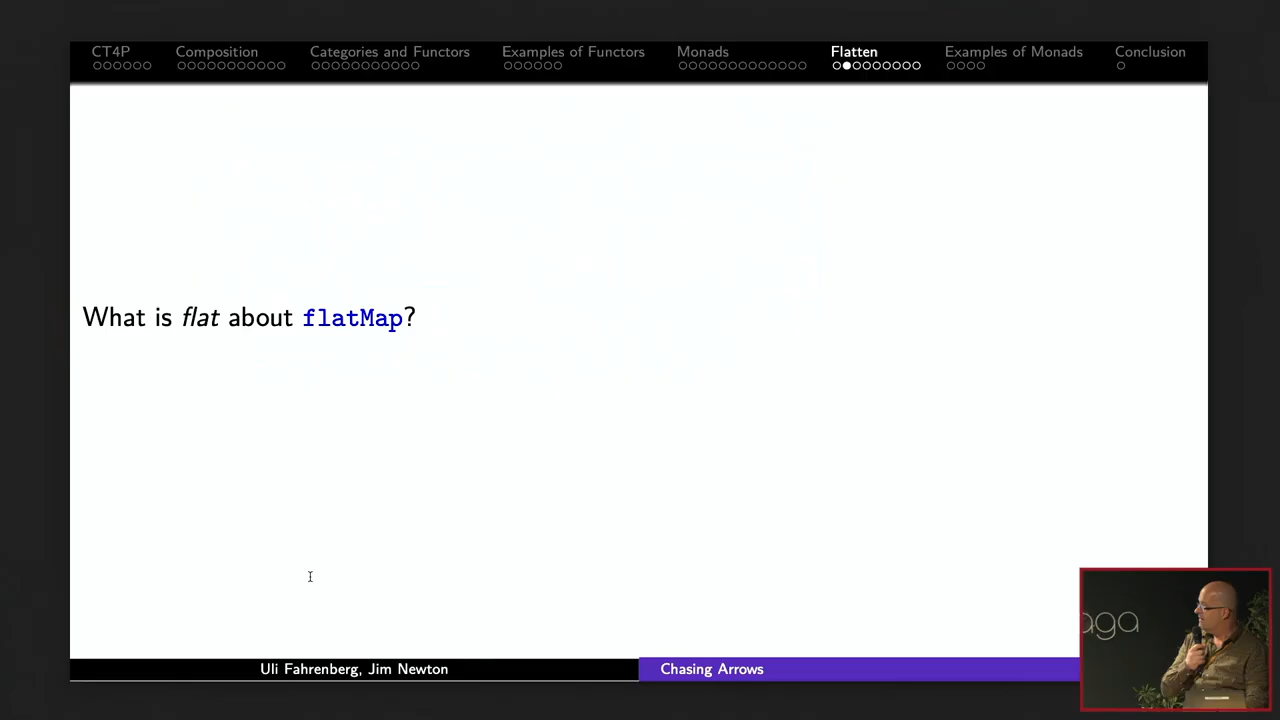 CT4P Composition Categories and Functors Examples of Functors Monads Flatten Examples of Monads Conclusion
What is flat about flatMap?
aga
Uli Fahrenberg, Jim Newton Chasing Arrows